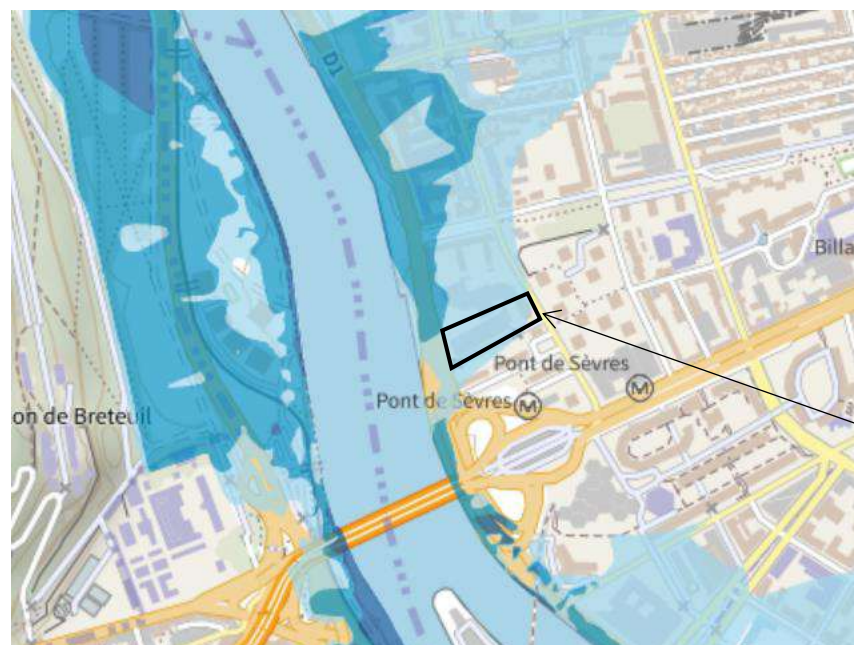 D1
Billa
Pont de Sèvres
M
Pont de Sèvres
M
on de Breteuil